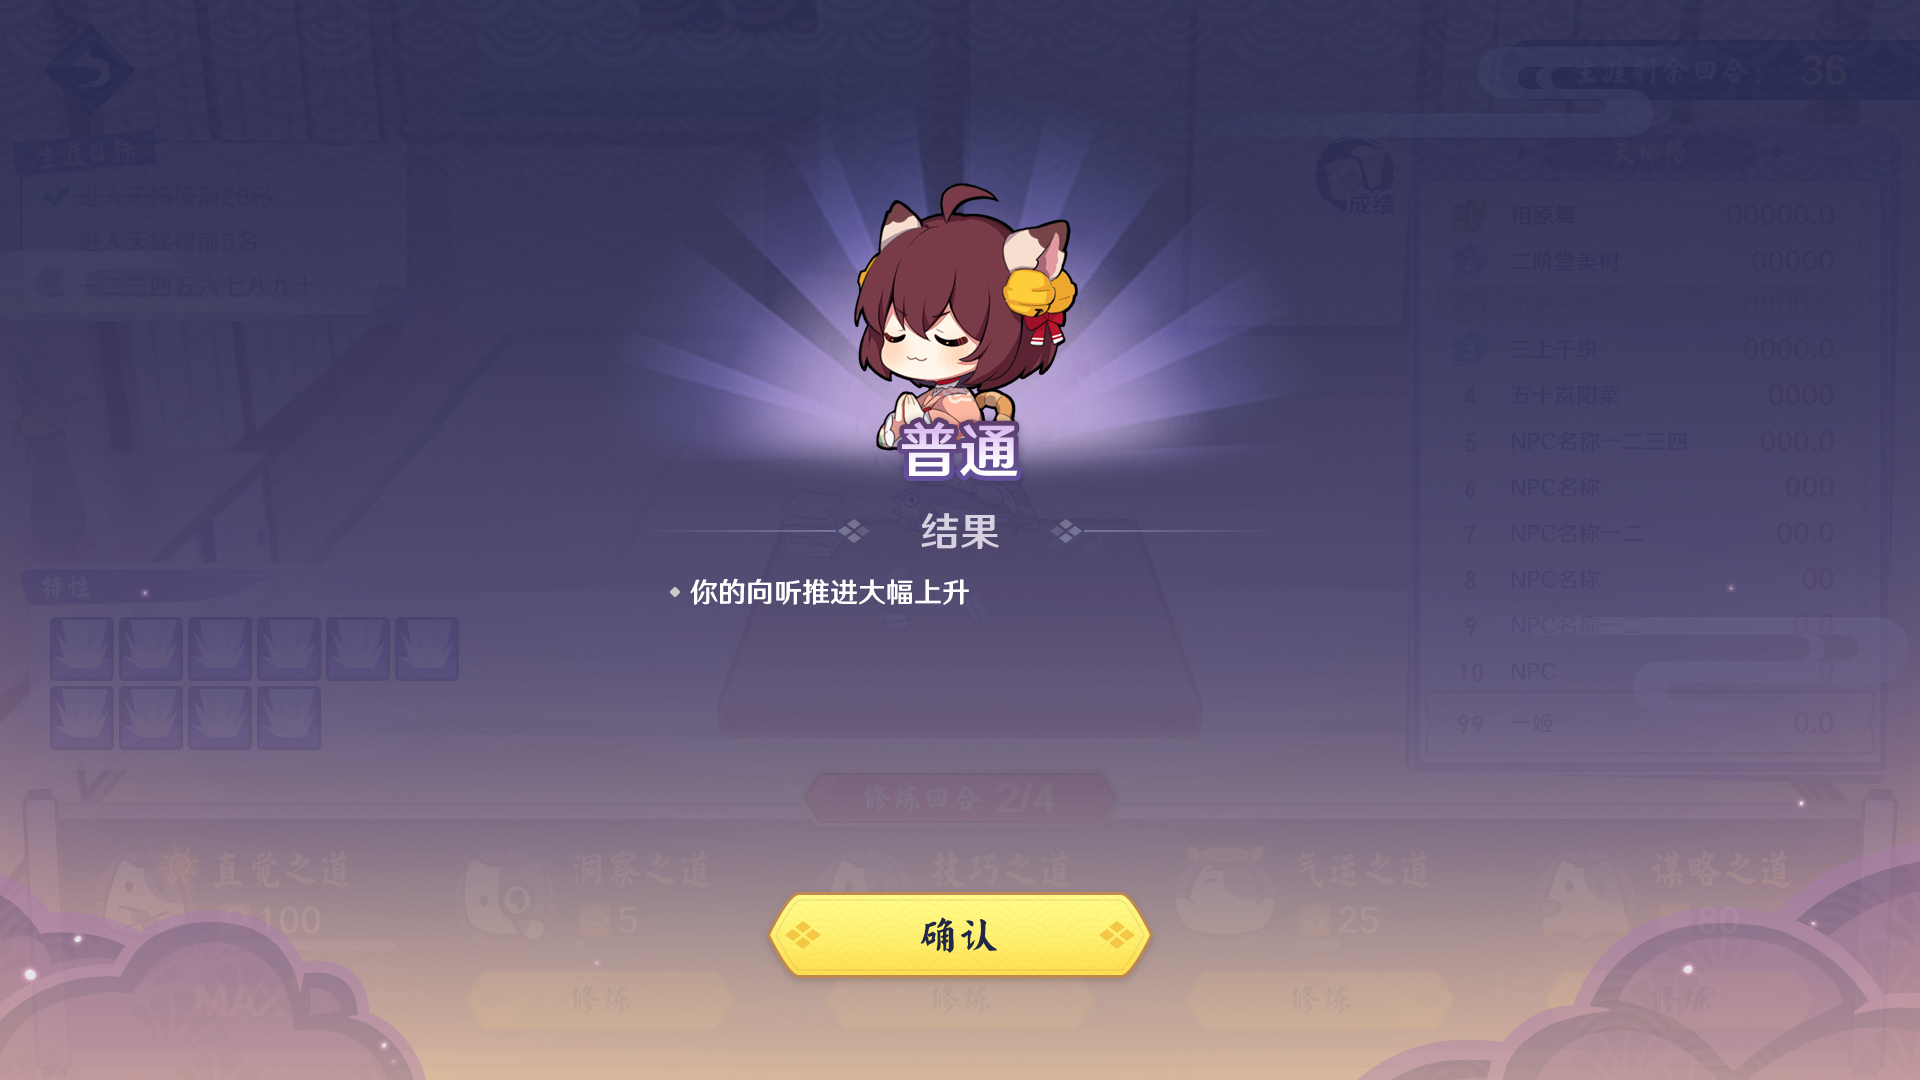 生涯剩余回合： 36
生涯目标
进入天梯榜前20名
进入天梯榜前5名
一二三四五六七八九十
成绩
天梯榜
相原舞 00000.0
二阶堂美树 00000
三上千织 0000.0
4 五十岚阳菜 0000
5 NPC名称一二三四 000.0
6 NPC名称 000
7 NPC名称一二 00.0
8 NPC名称 00
9 NPC名称一二 0.0
10 NPC 0
99 一姬 0.0
普通
结果
你的向听推进大幅上升
特性
修炼回合 2/4
直觉之道
100
MAX
洞察之道
5
修炼
技巧之道
修炼
气运之道
25
修炼
谋略之道
80
修炼
确认